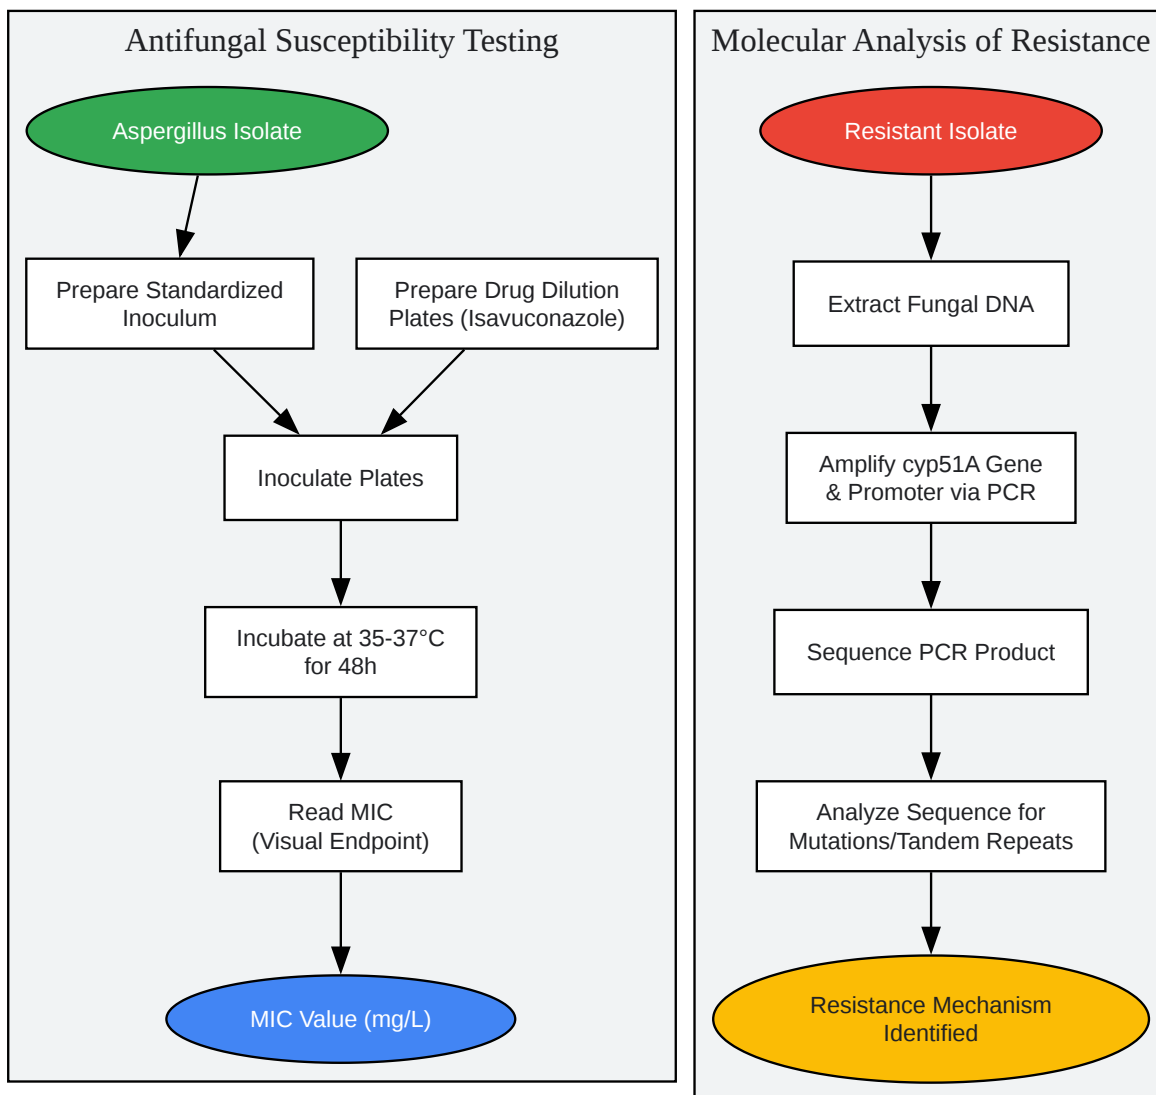 Antifungal Susceptibility Testing
Aspergillus Isolate
Prepare Standardized
Inoculum
Prepare Drug Dilution
Plates (Isavuconazole)
Inoculate Plates
Incubate at 35-37°C
for 48h
Read MIC
(Visual Endpoint)
MIC Value (mg/L)
Molecular Analysis of Resistance
Resistant Isolate
Extract Fungal DNA
Amplify cyp51A Gene
& Promoter via PCR
Sequence PCR Product
Analyze Sequence for
Mutations/Tandem Repeats
Resistance Mechanism
Identified